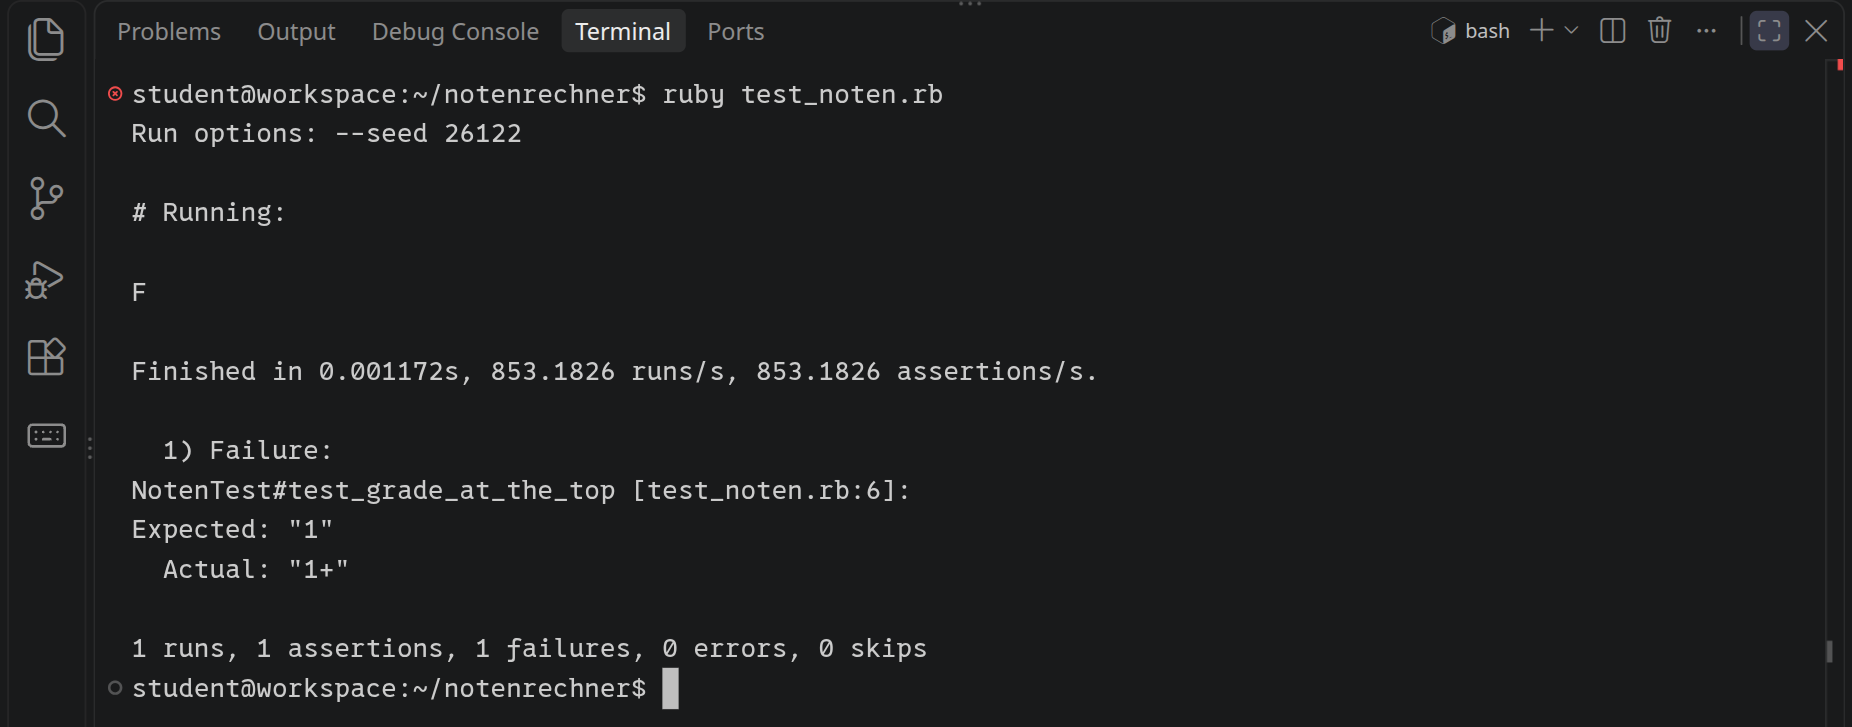 Problems Output Debug Console Terminal Ports bash
student@workspace:~/notenrechner$ ruby test_noten.rb
Run options: --seed 26122
# Running:
F
Finished in 0.001172s, 853.1826 runs/s, 853.1826 assertions/s.
1) Failure:
NotenTest#test_grade_at_the_top [test_noten.rb:6]:
Expected: "1"
Actual: "1+"
1 runs, 1 assertions, 1 failures, 0 errors, 0 skips
student@workspace:~/notenrechner$